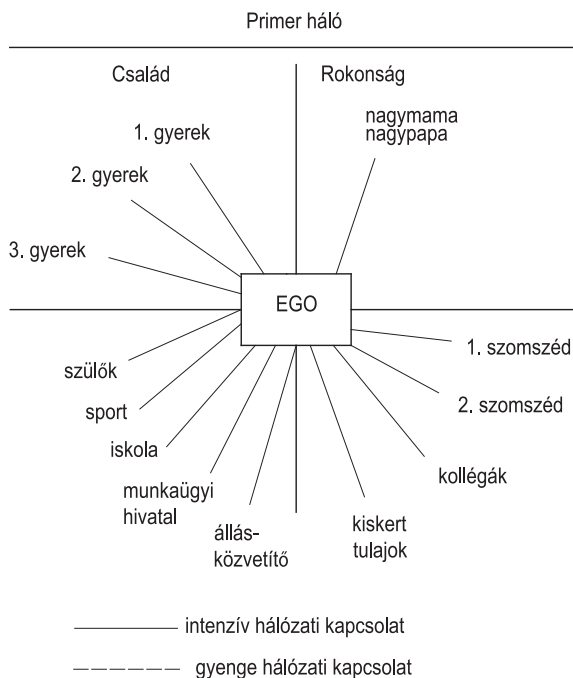 Primer háló
Család
Rokonság
1. gyerek
nagymama
nagypapa
2. gyerek
3. gyerek
EGO
szülők
1. szomszéd
sport
2. szomszéd
iskola
kollégák
munkaügyi
hivatal
állás-
közvetítő
kiskert
tulajok
intenzív hálózati kapcsolat
gyenge hálózati kapcsolat